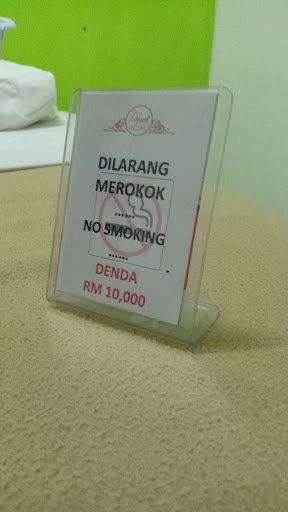 DILARANG
MEROKOK
......
NO SMOKING
......
DENDA
RM 10,000